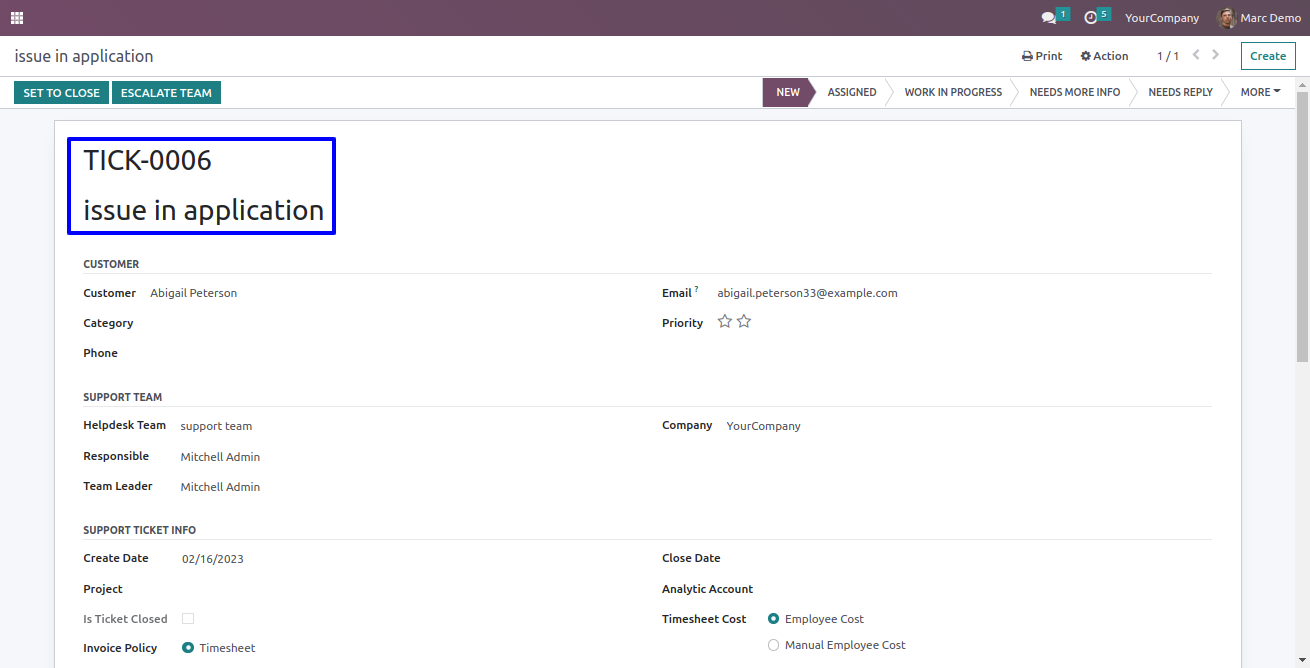 1 5 YourCompany Marc Demo
issue in application Print Action 1 / 1 Create
SET TO CLOSE ESCALATE TEAM NEW ASSIGNED WORK IN PROGRESS NEEDS MORE INFO NEEDS REPLY MORE
TICK-0006
issue in application
CUSTOMER
Customer Abigail Peterson Email ? abigail.peterson33@example.com
Category Priority
Phone
SUPPORT TEAM
Helpdesk Team support team Company YourCompany
Responsible Mitchell Admin
Team Leader Mitchell Admin
SUPPORT TICKET INFO
Create Date 02/16/2023 Close Date
Project Analytic Account
Is Ticket Closed Timesheet Cost Employee Cost
Invoice Policy Timesheet Manual Employee Cost